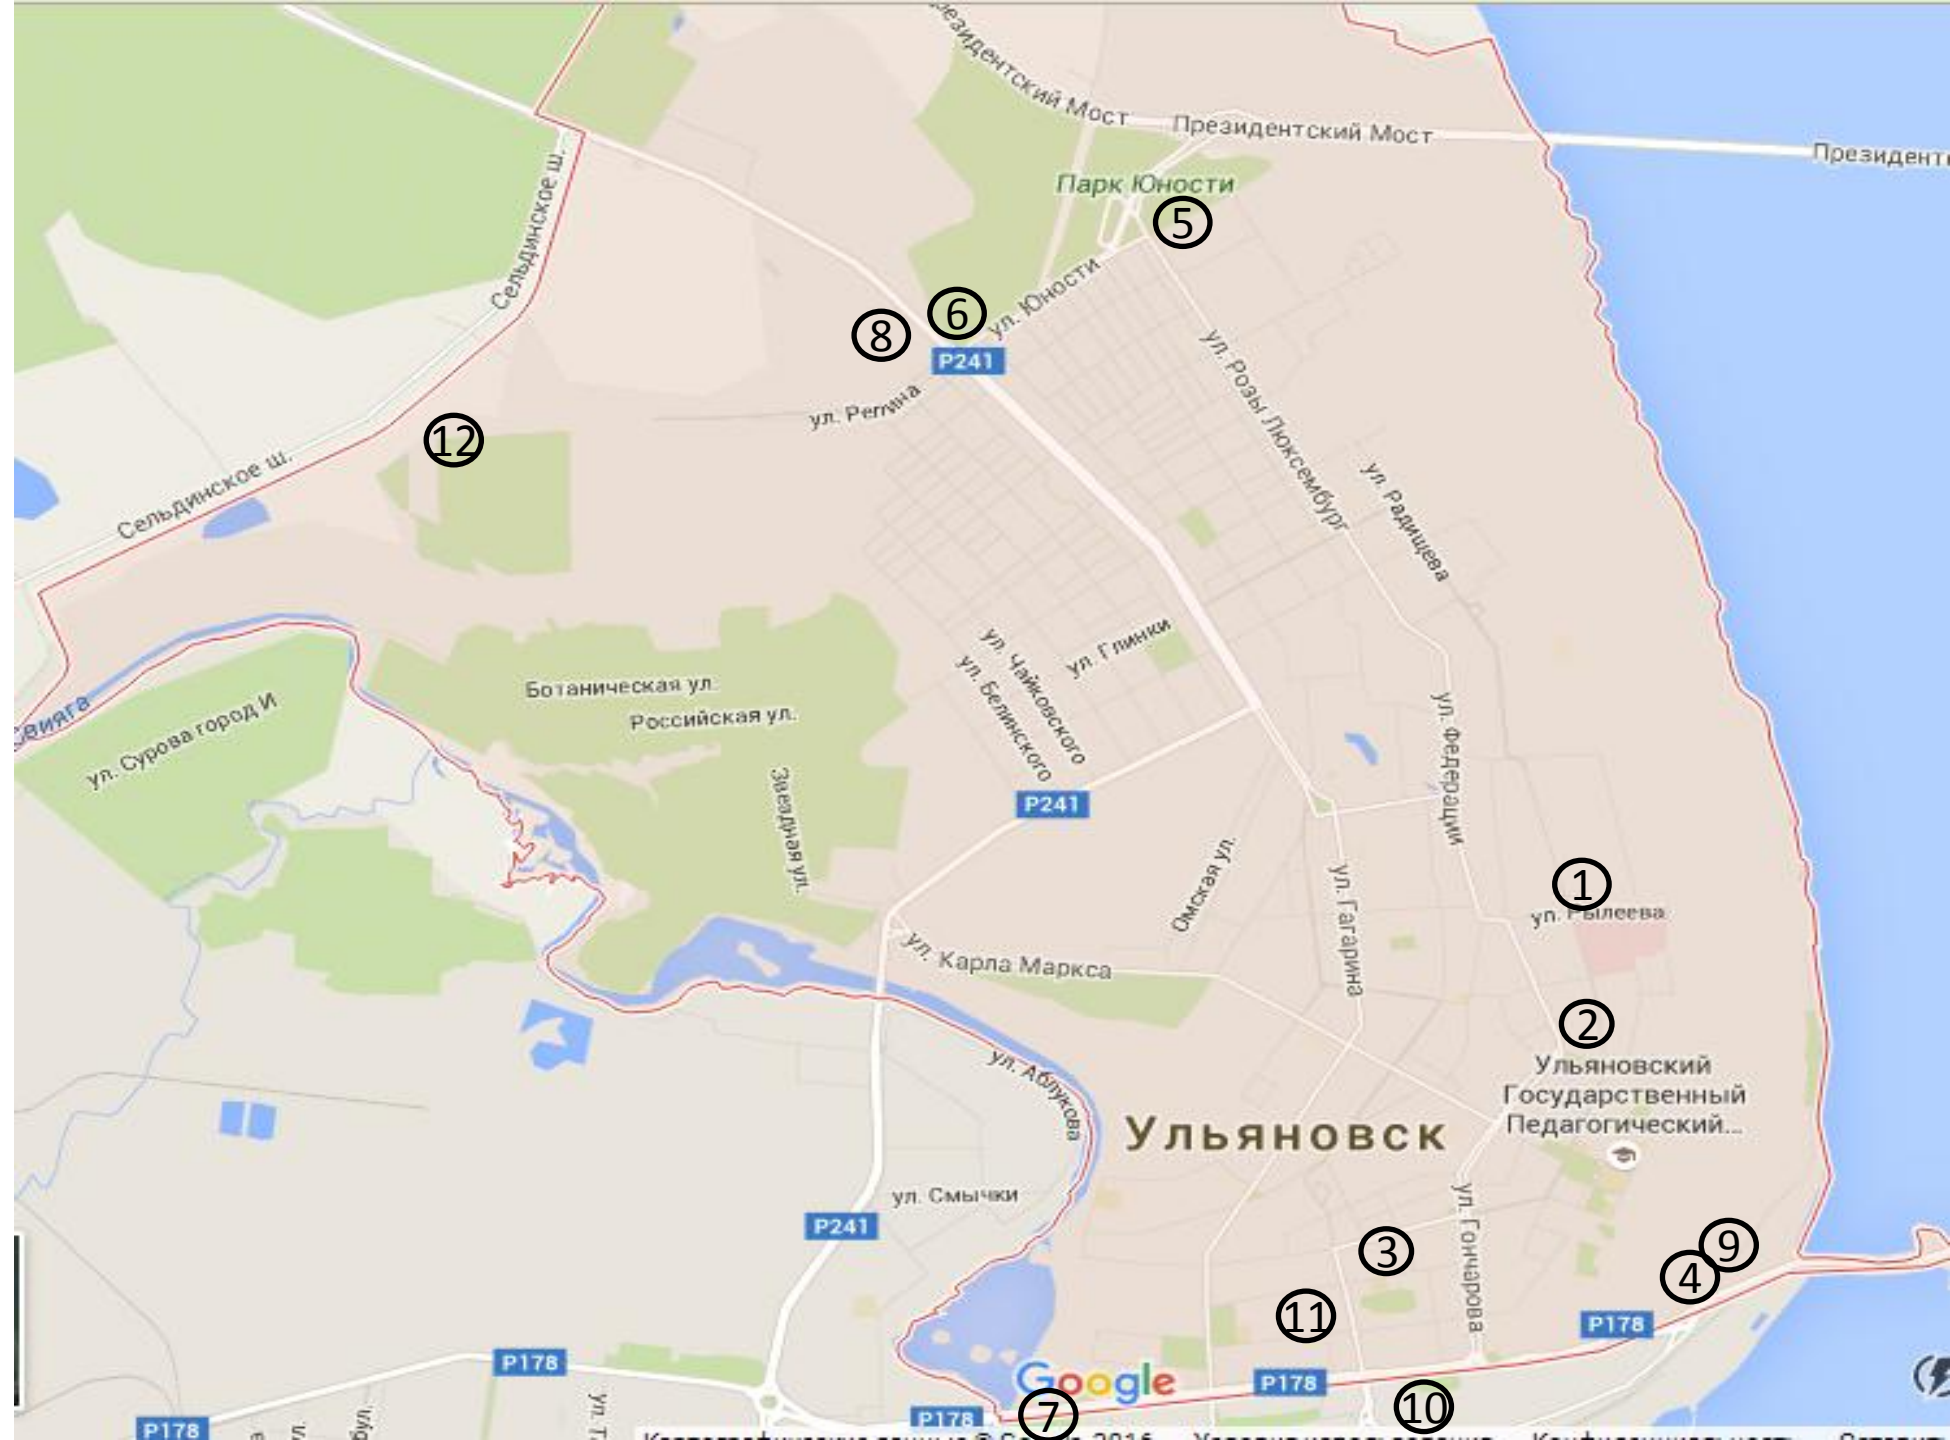 Президентский Мост
Президентский Мост
Парк Юности
5
Сельдинское ш.
ул. Юности
6
8
Р241
ул. Репина
ул. Розы Люксембург
12
Сельдинское ш.
ул. Радищева
ул. Глинки
ул. Чайковского
ул. Белинского
Ботаническая ул.
Российская ул.
ул. Сурова город И
ул. Федерации
Звездная ул.
Р241
Омская ул.
ул. Гагарина
1
ул. Рылеева
ул. Карла Маркса
2
ул. Аблукова
Ульяновский
Государственный
Педагогический...
Ульяновск
ул. Смычки
Р241
ул. Гончарова
3
9
4
11
Р178
Р178
Google
Р178
10
7
Р178
Р178